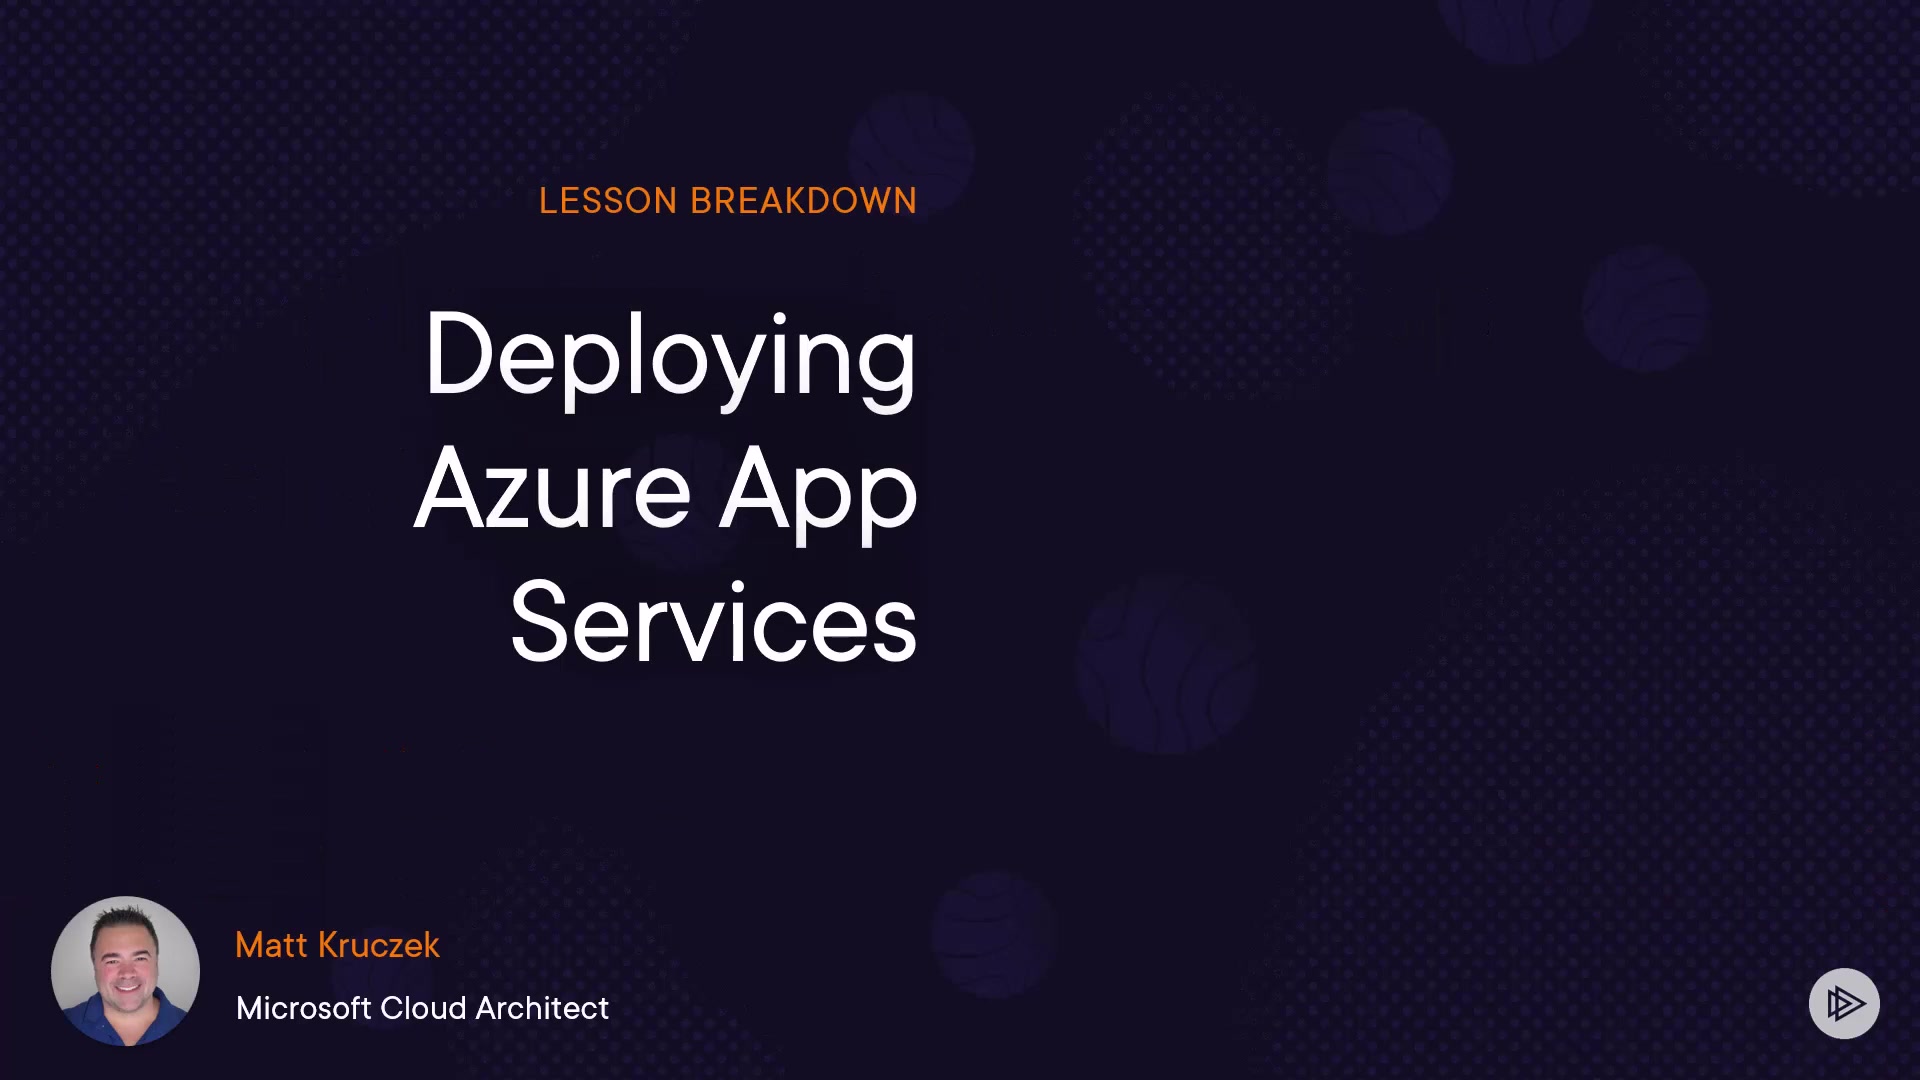 LESSON BREAKDOWN
Deploying
Azure App
Services
Matt Kruczek
Microsoft Cloud Architect